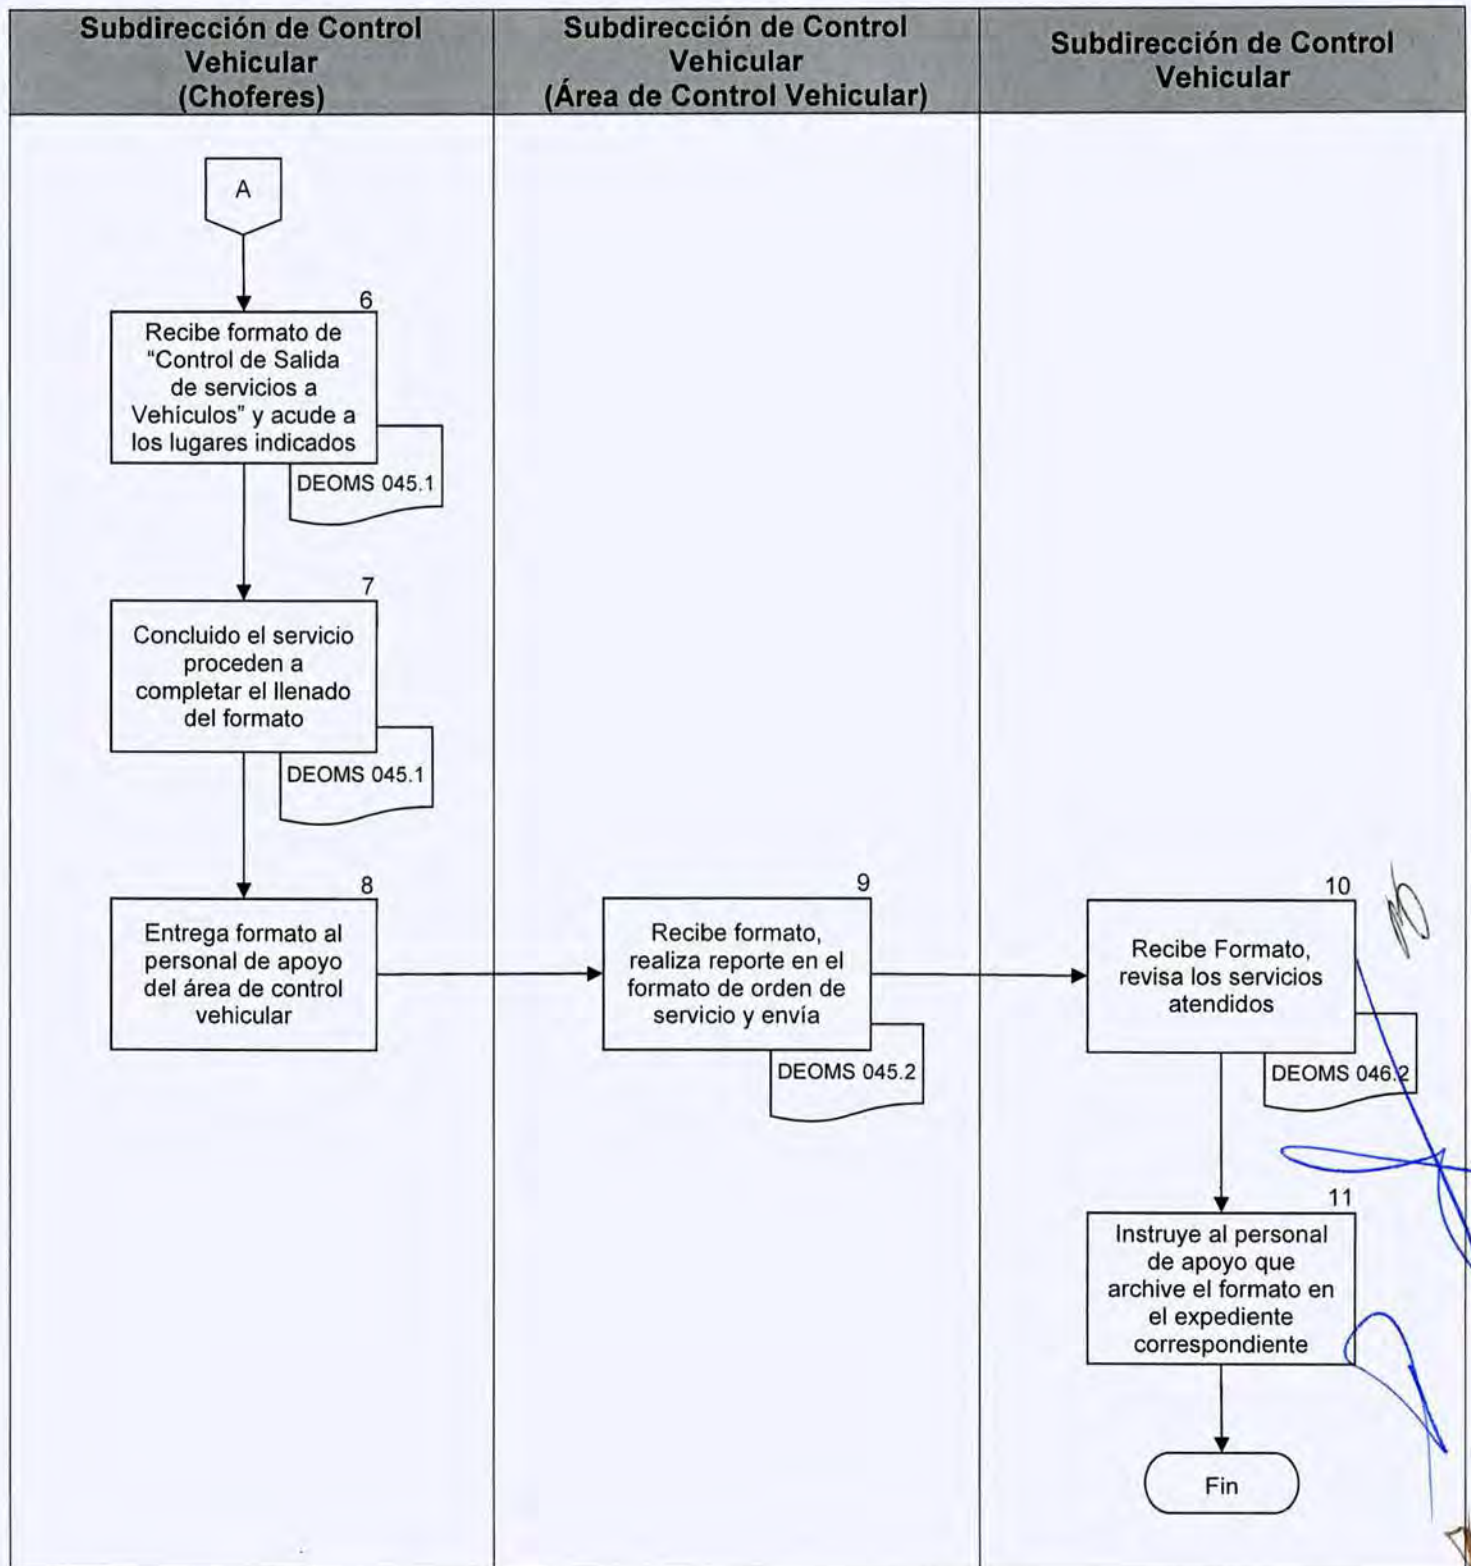 Subdirección de Control
Vehicular
(Choferes)
Subdirección de Control
Vehicular
(Área de Control Vehicular)
Subdirección de Control
Vehicular
A
6
Recibe formato de
“Control de Salida
de servicios a
Vehículos” y acude a
los lugares indicados
DEOMS 045.1
7
Concluido el servicio
proceden a
completar el llenado
del formato
DEOMS 045.1
8
Entrega formato al
personal de apoyo
del área de control
vehicular
9
Recibe formato,
realiza reporte en el
formato de orden de
servicio y envía
DEOMS 045.2
10
Recibe Formato,
revisa los servicios
atendidos
DEOMS 046.2
11
Instruye al personal
de apoyo que
archive el formato en
el expediente
correspondiente
Fin